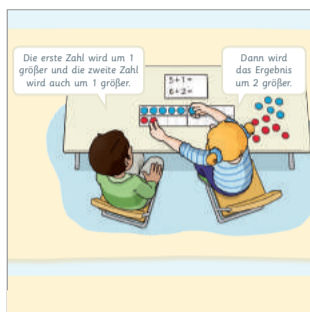 Die erste Zahl wird um 1
größer und die zweite Zahl
wird auch um 1 größer.
Dann wird
das Ergebnis
um 2 größer.
5+1=
6+2=